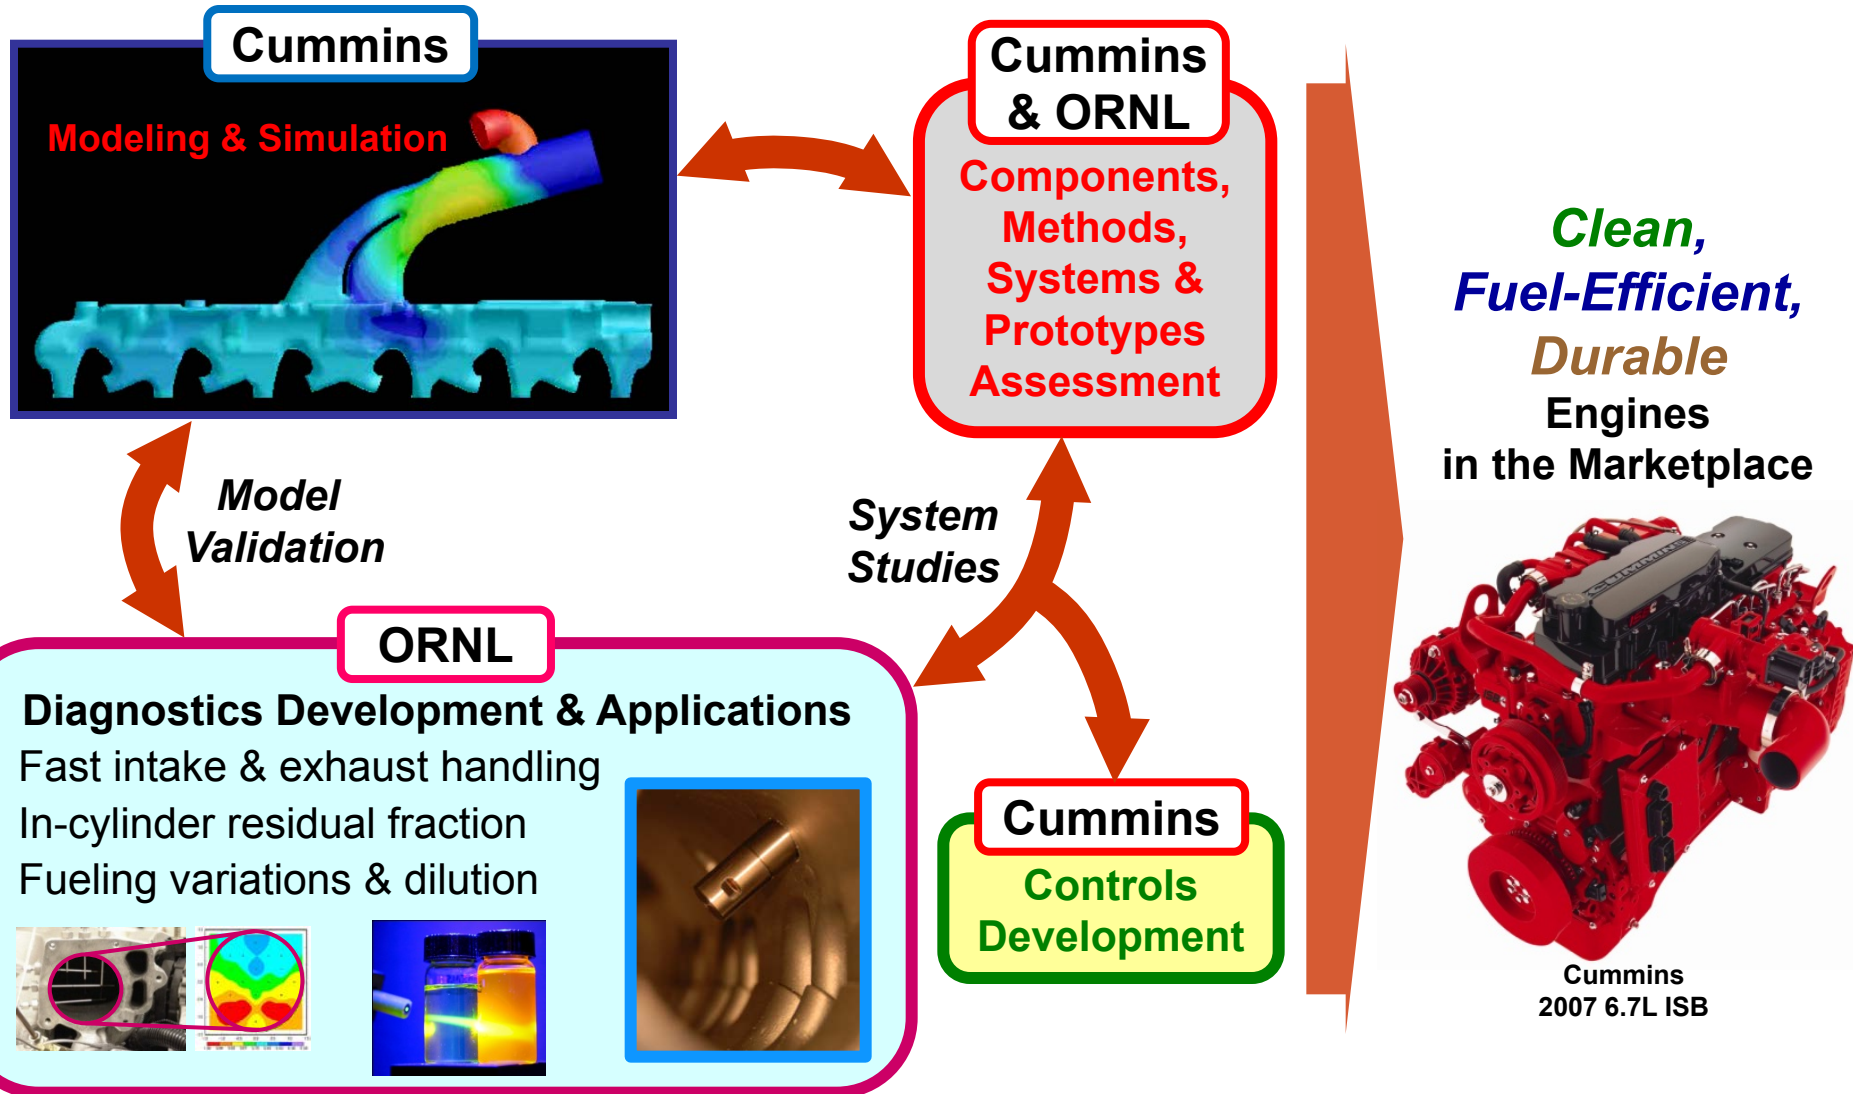 Cummins
Modeling & Simulation
Cummins
& ORNL
Components,
Methods,
Systems &
Prototypes
Assessment
Model
Validation
System
Studies
ORNL
Diagnostics Development & Applications
Fast intake & exhaust handling
In-cylinder residual fraction
Fueling variations & dilution
Cummins
Controls
Development
Clean,
Fuel-Efficient,
Durable
Engines
in the Marketplace
CUMMINS
Cummins
2007 6.7L ISB